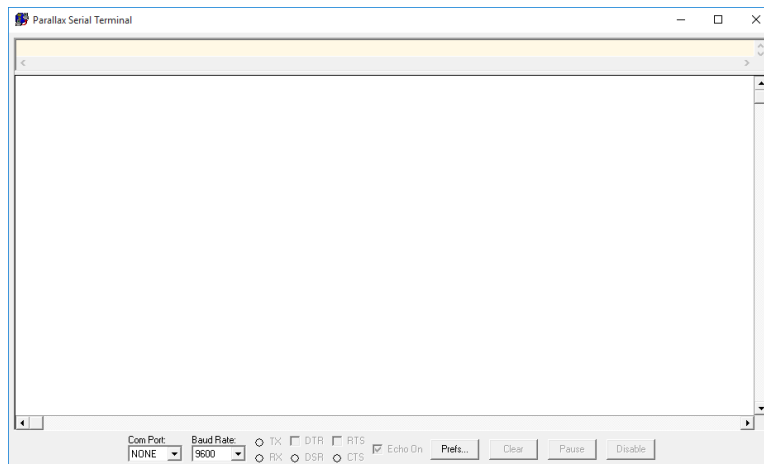 Parallax Serial Terminal
Com Port: Baud Rate: TX DTR RTS
NONE 9600 RX DSR CTS Echo On Prefs... Clear Pause Disable